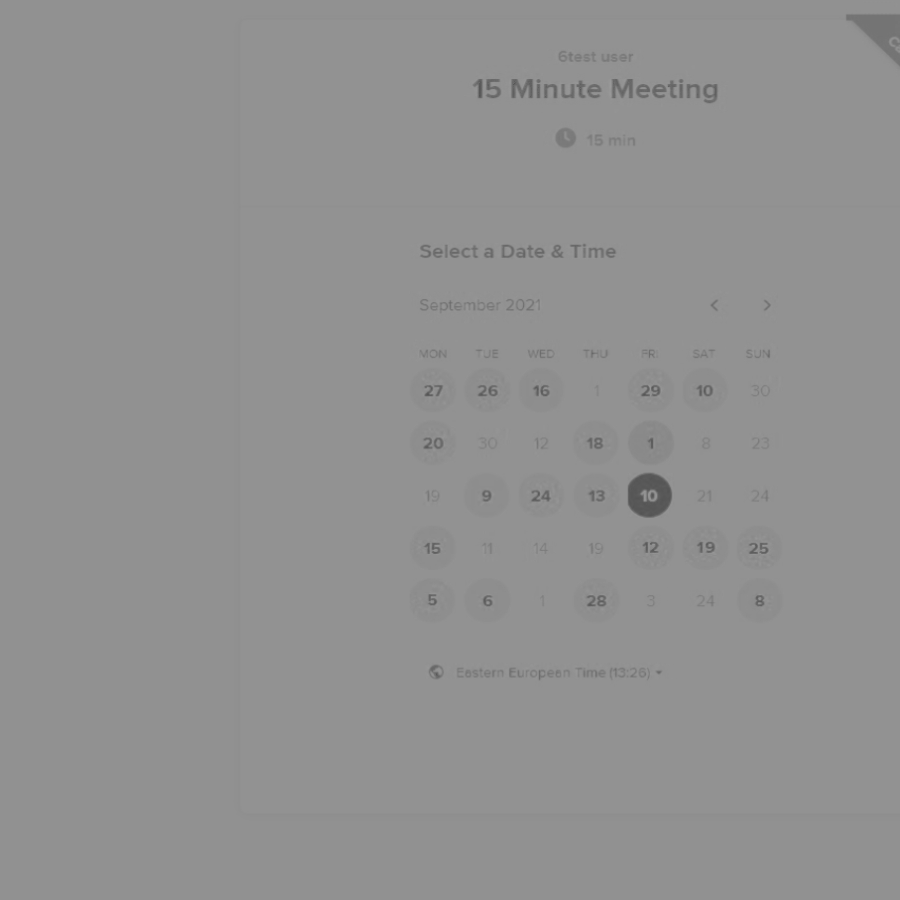 6test user
15 Minute Meeting
15 min
Select a Date & Time
September 2021
MON TUE WED THU FRI SAT SUN
27 26 16 1 29 10 30
20 30 12 18 1 8 23
19 9 24 13 10 21 24
15 11 14 19 12 19 25
5 6 1 28 3 24 8
Eestern Europeen Time (13:26)